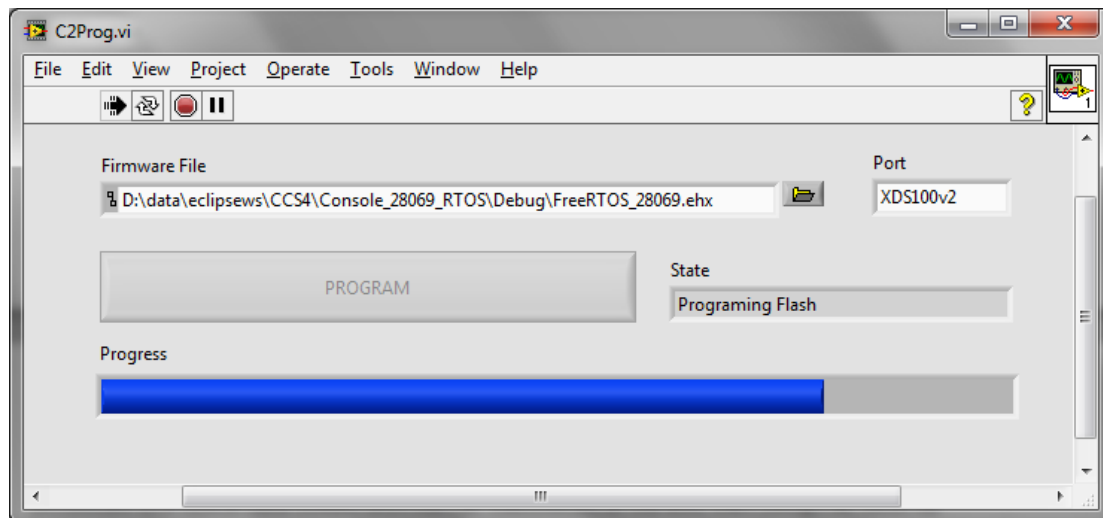 C2Prog.vi
File Edit View Project Operate Tools Window Help
1
Firmware File
Port
D:\data\eclipsews\CCS4\Console_28069_RTOS\Debug\FreeRTOS_28069.ehx
XDS100v2
PROGRAM
State
Programing Flash
Progress